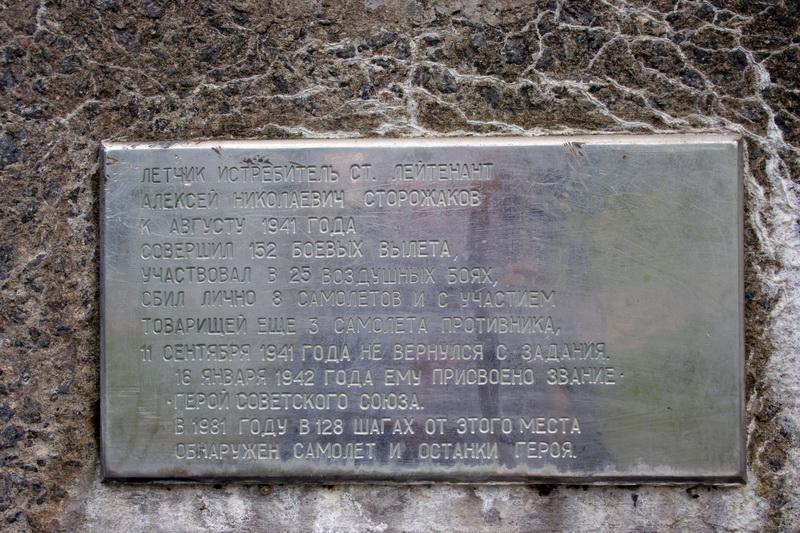 ЛЕТЧИК ИСТРЕБИТЕЛЬ СТ. ЛЕЙТЕНАНТ
АЛЕКСЕЙ НИКОЛАЕВИЧ СТОРОЖАКОВ
К АВГУСТУ 1941 ГОДА
СОВЕРШИЛ 152 БОЕВЫХ ВЫЛЕТА,
УЧАСТВОВАЛ В 25 ВОЗДУШНЫХ БОЯХ,
СБИЛ ЛИЧНО 8 САМОЛЕТОВ И С УЧАСТИЕМ
ТОВАРИЩЕЙ ЕЩЕ 3 САМОЛЕТА ПРОТИВНИКА,
11 СЕНТЯБРЯ 1941 ГОДА НЕ ВЕРНУЛСЯ С ЗАДАНИЯ.
16 ЯНВАРЯ 1942 ГОДА ЕМУ ПРИСВОЕНО ЗВАНИЕ
ГЕРОЙ СОВЕТСКОГО СОЮЗА.
В 1981 ГОДУ В 128 ШАГАХ ОТ ЭТОГО МЕСТА
ОБНАРУЖЕН САМОЛЕТ И ОСТАНКИ ГЕРОЯ.